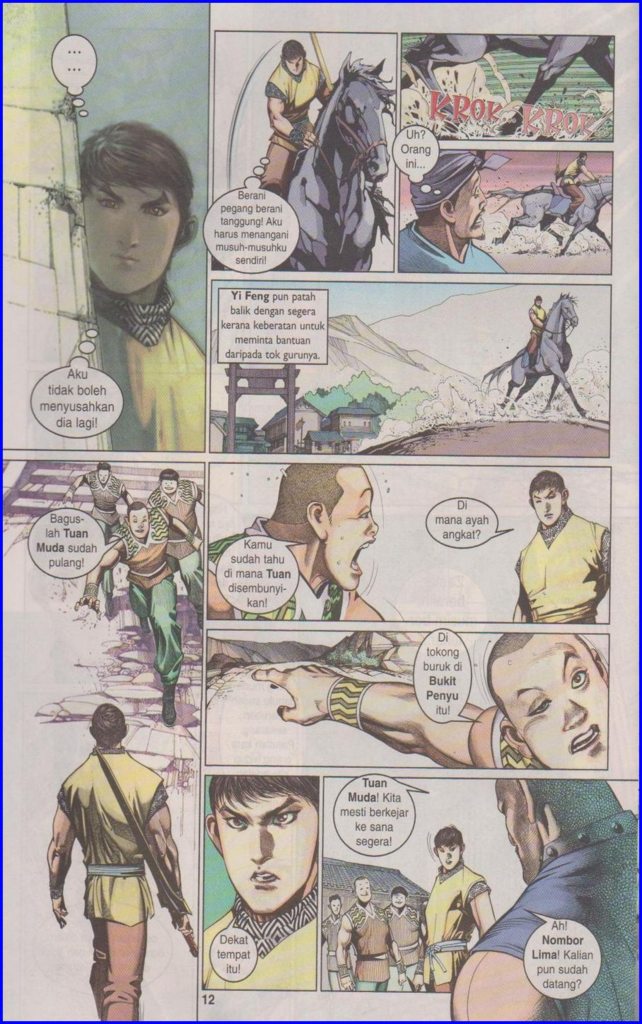 ...
...
Aku
tidak boleh
menyusahkan
dia lagi!
Berani
pegang berani
tanggung! Aku
harus menangani
musuh-musuhku
sendiri!
KROK KROK
Uh?
Orang
ini...
Yi Feng pun patah
balik dengan segera
kerana keberatan untuk
meminta bantuan
daripada tok gurunya.
Bagus-
lah Tuan
Muda sudah
pulang!
Kamu
sudah tahu
di mana Tuan
disembunyi-
kan!
Di
mana ayah
angkat?
Di
tokong
buruk di
Bukit
Penyu
itu!
Dekat
tempat
itu!
Tuan
Muda! Kita
mesti berkejar
ke sana
segera!
Ah!
Nombor
Lima! Kalian
pun sudah
datang?
12